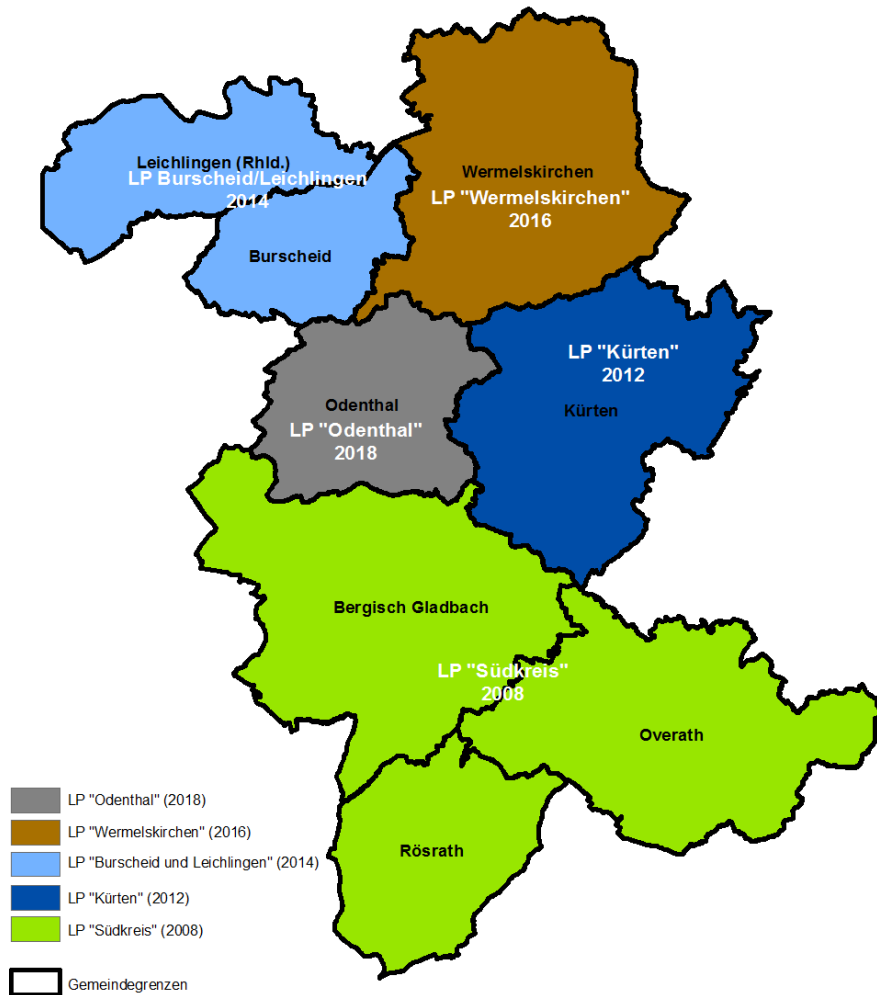 Leichlingen (Rhld.)
LP Burscheid/Leichlingen
2014
Burscheid
Wermelskirchen
LP "Wermelskirchen"
2016
LP "Kürten"
2012
Kürten
Odenthal
LP "Odenthal"
2018
Bergisch Gladbach
LP "Südkreis"
2008
Overath
Rösrath
LP "Odenthal" (2018)
LP "Wermelskirchen" (2016)
LP "Burscheid und Leichlingen" (2014)
LP "Kürten" (2012)
LP "Südkreis" (2008)
Gemeindegrenzen